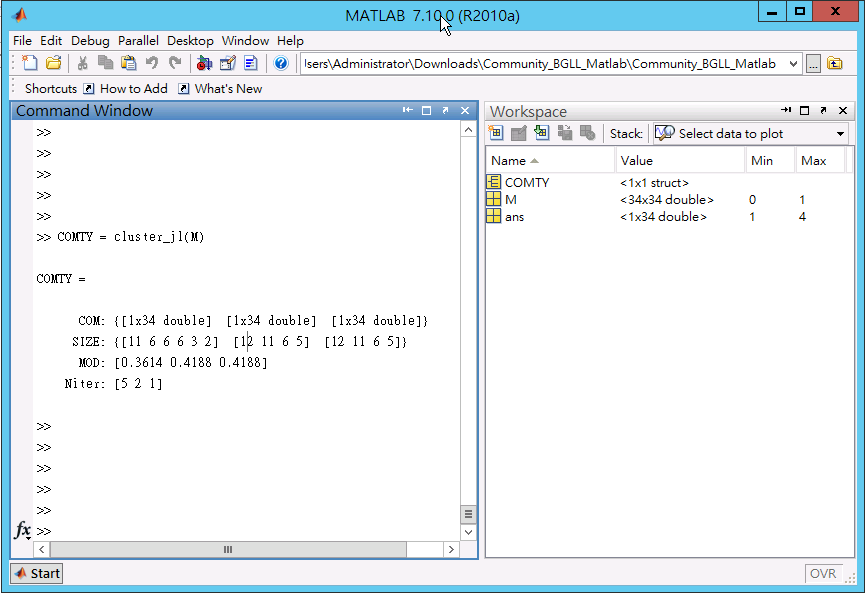 MATLAB 7.10.0 (R2010a)
File Edit Debug Parallel Desktop Window Help
lsers\Administrator\Downloads\Community_BGLL_Matlab\Community_BGLL_Matlab
...
Shortcuts How to Add What's New
Command Window
>>
>>
>>
>>
>>
>> COMTY = cluster_jl(M)
COMTY =
COM: {[1x34 double] [1x34 double] [1x34 double]}
SIZE: {[11 6 6 6 3 2] [12 11 6 5] [12 11 6 5]}
MOD: [0.3614 0.4188 0.4188]
Niter: [5 2 1]
>>
>>
>>
>>
>>
fx >>
Workspace
Stack: Select data to plot
Name Value Min Max
COMTY <1x1 struct>
M <34x34 double> 0 1
ans <1x34 double> 1 4
Start
OVR